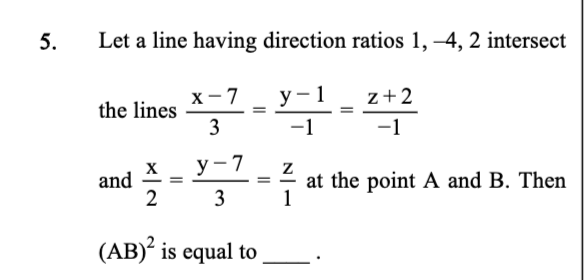 5. Let a line having direction ratios 1, –4, 2 intersect
the lines (x – 7)/3 = (y – 1)/–1 = (z + 2)/–1
and x/2 = (y – 7)/3 = z/1 at the point A and B. Then
(AB)² is equal to ____ .